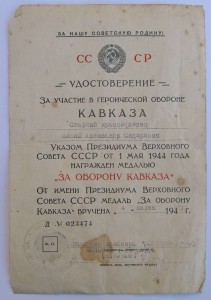 ЗА НАШУ СОВЕТСКУЮ РОДИНУ!
СС СР
УДОСТОВЕРЕНИЕ
ЗА УЧАСТИЕ В ГЕРОИЧЕСКОЙ ОБОРОНЕ
КАВКАЗА
УКАЗОМ ПРЕЗИДИУМА ВЕРХОВНОГО
СОВЕТА СССР ОТ 1 МАЯ 1944 ГОДА
НАГРАЖДЕН МЕДАЛЬЮ
„ЗА ОБОРОНУ КАВКАЗА"
ОТ ИМЕНИ ПРЕЗИДИУМА ВЕРХОВНОГО
СОВЕТА СССР МЕДАЛЬ „ЗА ОБОРОНУ
КАВКАЗА" ВРУЧЕНА 194 Г.
Д № 023474